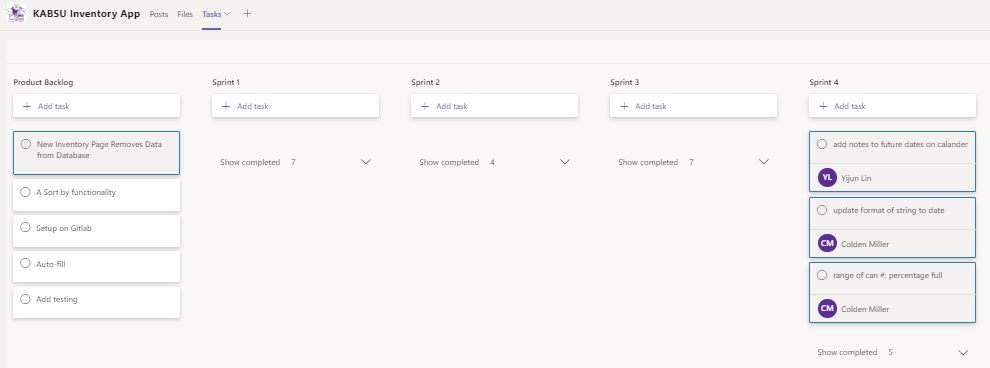 KABSU Inventory App Posts Files Tasks
Product Backlog
Add task
New Inventory Page Removes Data
from Database
A Sort by functionality
Setup on Gitlab
Auto-fill
Add testing
Sprint 1
Add task
Show completed 7
Sprint 2
Add task
Show completed 4
Sprint 3
Add task
Show completed 7
Sprint 4
Add task
add notes to future dates on calander
YL Yijun Lin
update format of string to date
CM Colden Miller
range of can #: percentage full
CM Colden Miller
Show completed 5